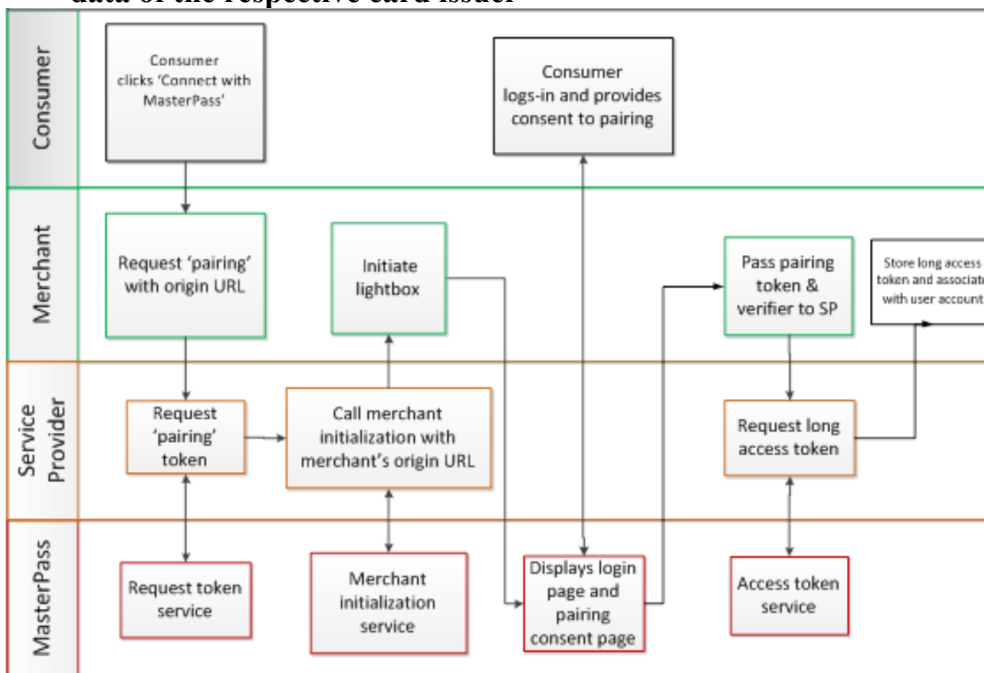 data of the respective card issuer
Consumer
Consumer
clicks 'Connect with
MasterPass'
Consumer
logs-in and provides
consent to pairing
Merchant
Request 'pairing'
with origin URL
Initiate
lightbox
Pass pairing
token &
verifier to SP
Store long access
token and associate
with user account
Service
Provider
Request
'pairing'
token
Call merchant
initialization with
merchant's origin URL
Request long
access token
MasterPass
Request token
service
Merchant
initialization
service
Displays login
page and
pairing
consent page
Access token
service